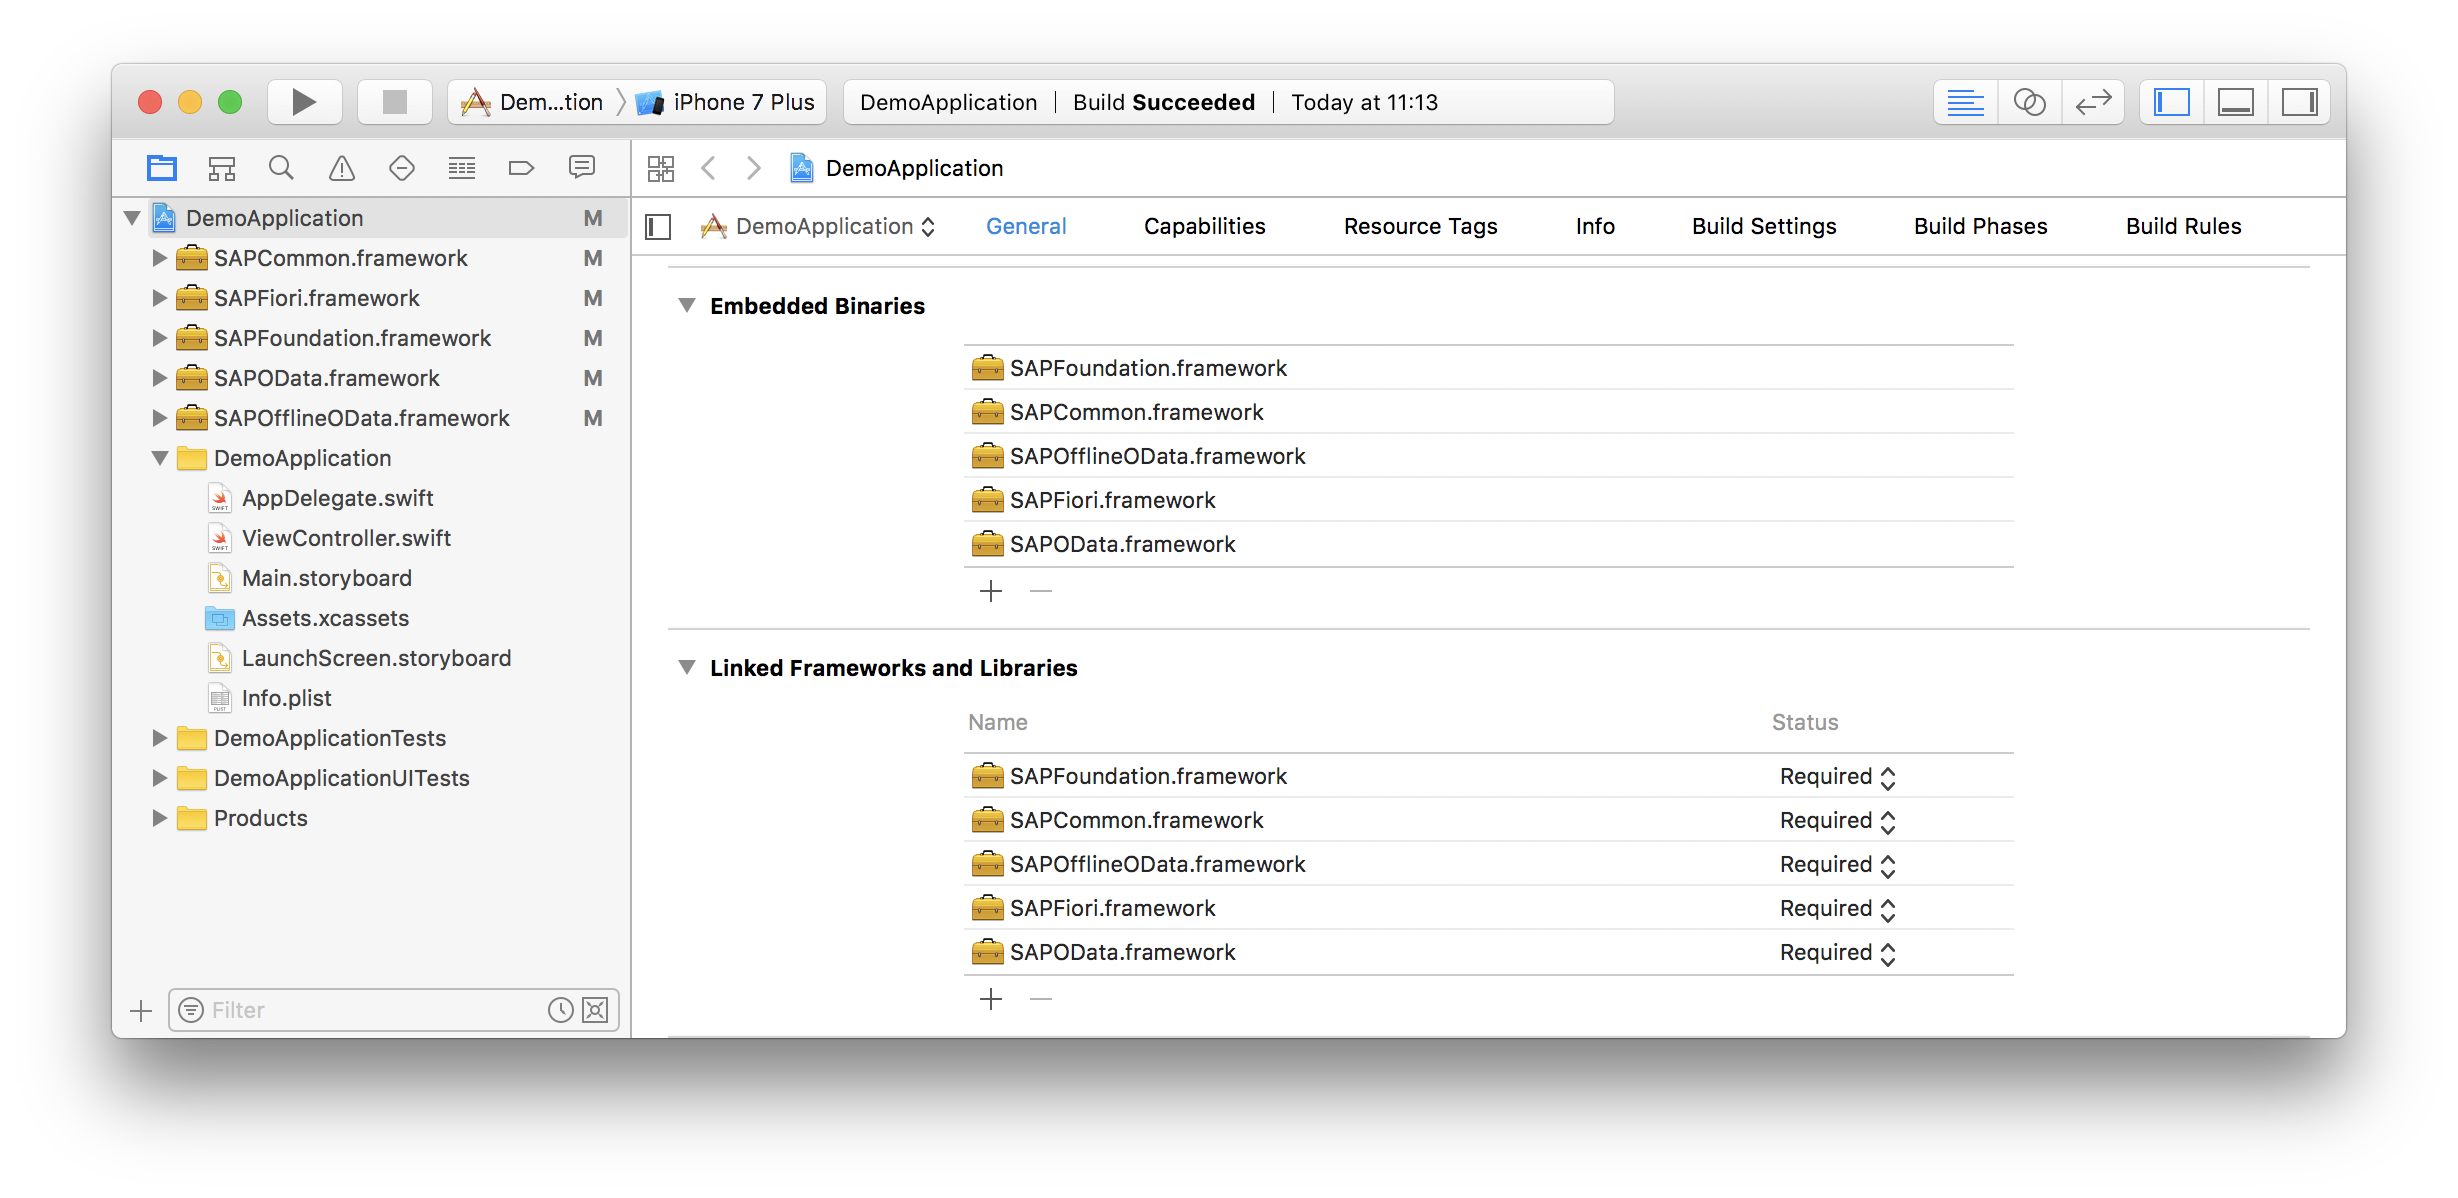 Dem...tion iPhone 7 Plus DemoApplication Build Succeeded Today at 11:13
DemoApplication
DemoApplication M
SAPCommon.framework M
SAPFiori.framework M
SAPFoundation.framework M
SAPOData.framework M
SAPOfflineOData.framework M
DemoApplication
AppDelegate.swift
ViewController.swift
Main.storyboard
Assets.xcassets
LaunchScreen.storyboard
Info.plist
DemoApplicationTests
DemoApplicationUITests
Products
Filter
DemoApplication General Capabilities Resource Tags Info Build Settings Build Phases Build Rules
Embedded Binaries
SAPFoundation.framework
SAPCommon.framework
SAPOfflineOData.framework
SAPFiori.framework
SAPOData.framework
Linked Frameworks and Libraries
Name Status
SAPFoundation.framework Required
SAPCommon.framework Required
SAPOfflineOData.framework Required
SAPFiori.framework Required
SAPOData.framework Required